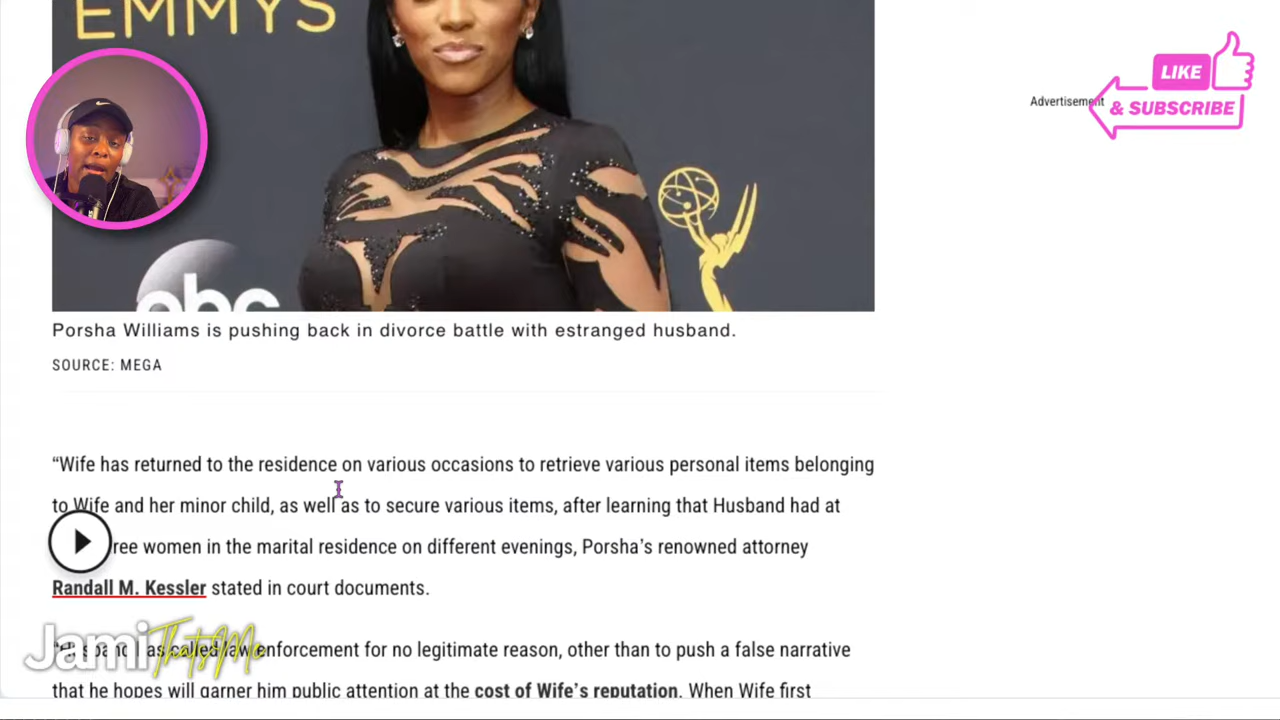 EMMYS
LIKE
& SUBSCRIBE
Advertisement
abc
Porsha Williams is pushing back in divorce battle with estranged husband.
SOURCE: MEGA
“Wife has returned to the residence on various occasions to retrieve various personal items belonging
to Wife and her minor child, as well as to secure various items, after learning that Husband had at
ree women in the marital residence on different evenings, Porsha’s renowned attorney
Randall M. Kessler stated in court documents.
has called law enforcement for no legitimate reason, other than to push a false narrative
that he hopes will garner him public attention at the cost of Wife’s reputation. When Wife first
Jami ThatsMe